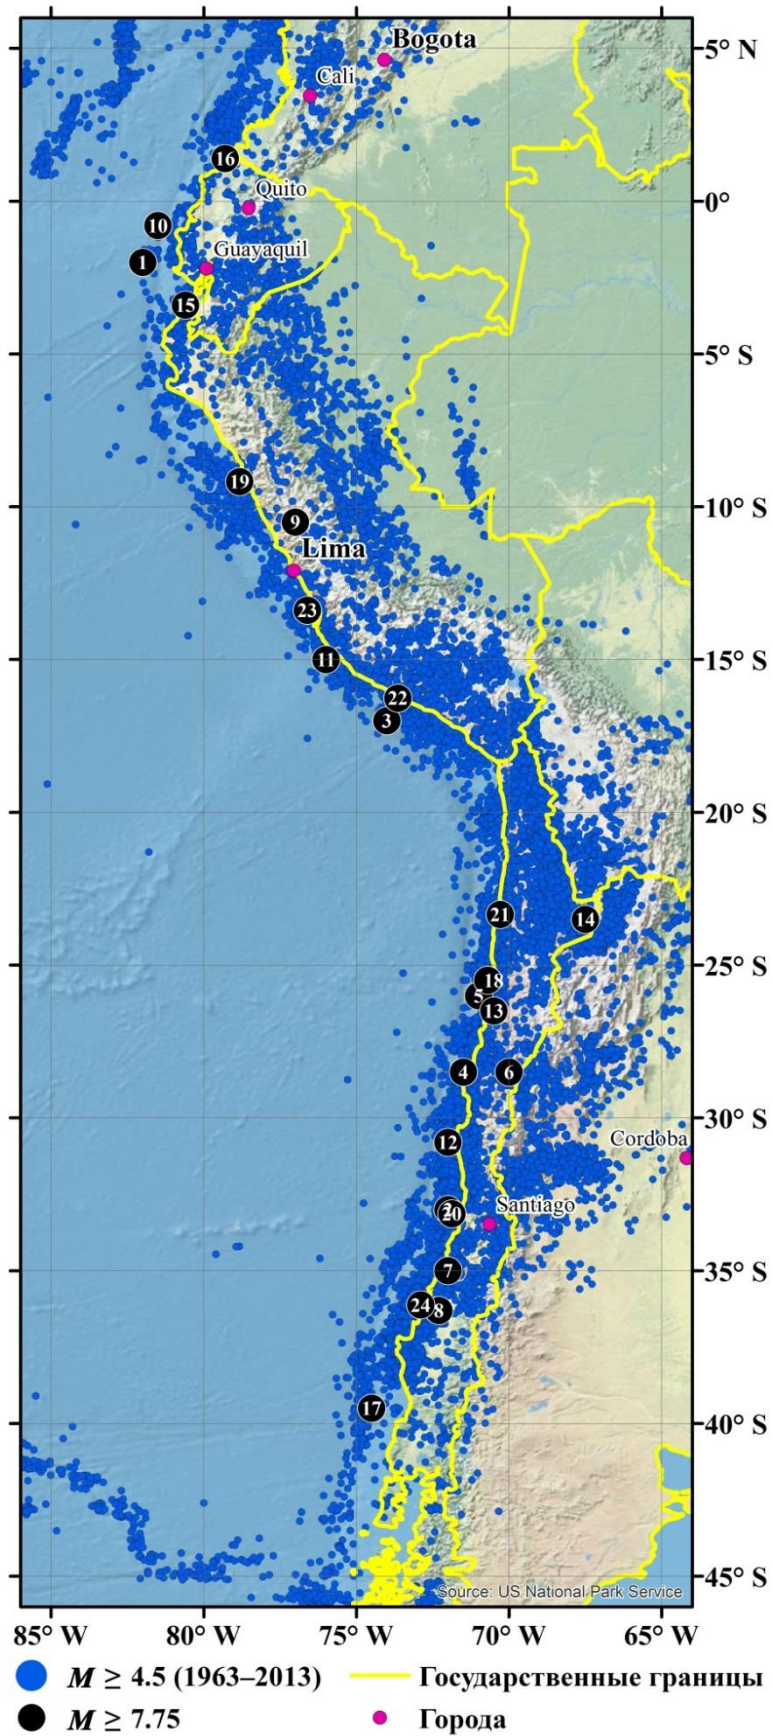 Bogota
5° N
Cali
16
Quito
0°
10
Guayaquil
1
15
5° S
19
9
10° S
Lima
23
11
15° S
22
3
20° S
21
14
25° S
18
5
13
4
6
30° S
12
Cordoba
2
20
Santiago
7
35° S
24
8
17
40° S
Source: US National Park Service
45° S
85° W 80° W 75° W 70° W 65° W
M ≥ 4.5 (1963–2013) Государственные границы
M ≥ 7.75 Города